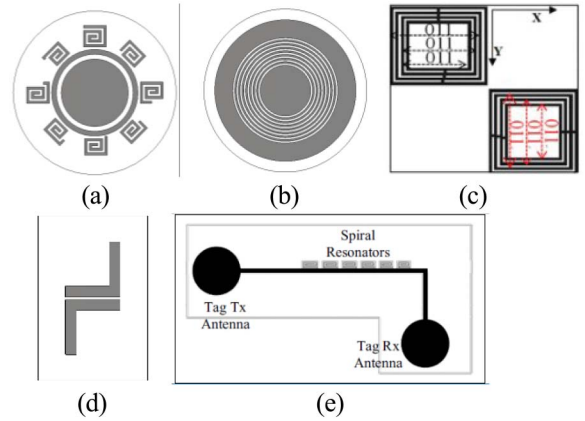 (a)
(b)
011
011
011
X
Y
110
110
110
(c)
(d)
Spiral
Resonators
Tag Tx
Antenna
Tag Rx
Antenna
(e)